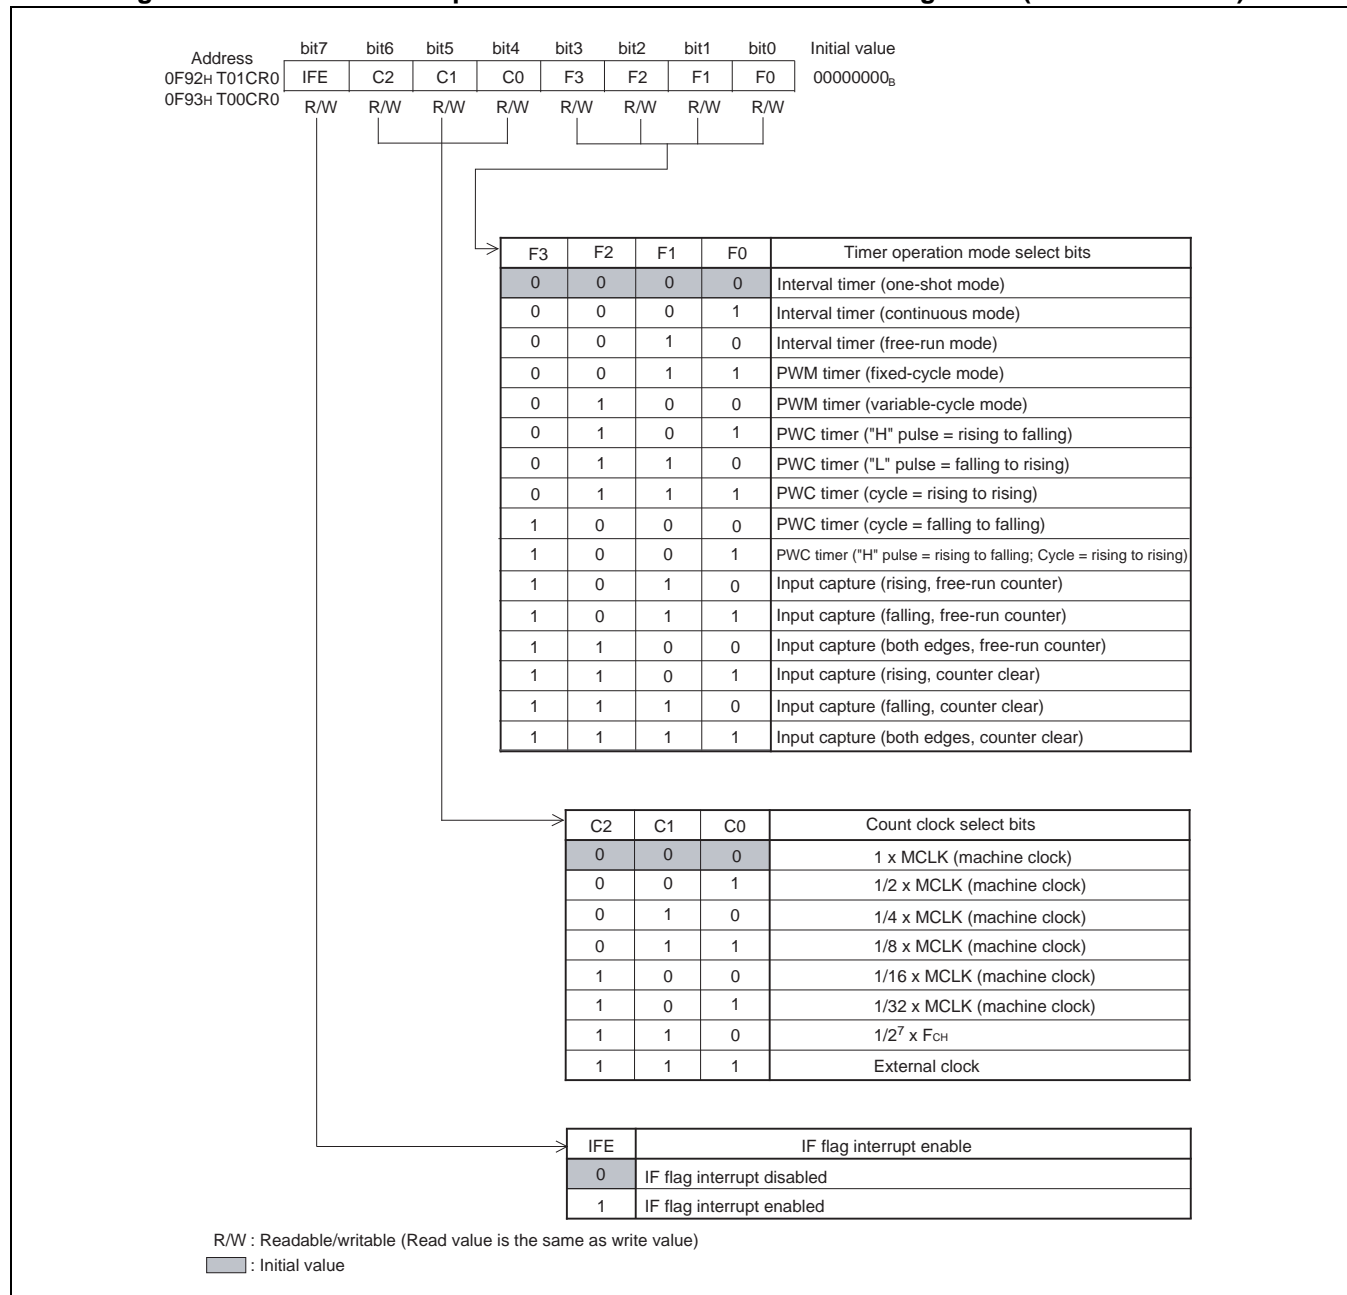 bit7 bit6 bit5 bit4 bit3 bit2 bit1 bit0 Initial value
Address
0F92H T01CR0 IFE C2 C1 C0 F3 F2 F1 F0 00000000B
0F93H T00CR0 R/W R/W R/W R/W R/W R/W R/W R/W
F3 F2 F1 F0 Timer operation mode select bits
0 0 0 0 Interval timer (one-shot mode)
0 0 0 1 Interval timer (continuous mode)
0 0 1 0 Interval timer (free-run mode)
0 0 1 1 PWM timer (fixed-cycle mode)
0 1 0 0 PWM timer (variable-cycle mode)
0 1 0 1 PWC timer ("H" pulse = rising to falling)
0 1 1 0 PWC timer ("L" pulse = falling to rising)
0 1 1 1 PWC timer (cycle = rising to rising)
1 0 0 0 PWC timer (cycle = falling to falling)
1 0 0 1 PWC timer ("H" pulse = rising to falling; Cycle = rising to rising)
1 0 1 0 Input capture (rising, free-run counter)
1 0 1 1 Input capture (falling, free-run counter)
1 1 0 0 Input capture (both edges, free-run counter)
1 1 0 1 Input capture (rising, counter clear)
1 1 1 0 Input capture (falling, counter clear)
1 1 1 1 Input capture (both edges, counter clear)
C2 C1 C0 Count clock select bits
0 0 0 1 x MCLK (machine clock)
0 0 1 1/2 x MCLK (machine clock)
0 1 0 1/4 x MCLK (machine clock)
0 1 1 1/8 x MCLK (machine clock)
1 0 0 1/16 x MCLK (machine clock)
1 0 1 1/32 x MCLK (machine clock)
1 1 0 1/2⁷ x FCH
1 1 1 External clock
IFE IF flag interrupt enable
0 IF flag interrupt disabled
1 IF flag interrupt enabled
R/W : Readable/writable (Read value is the same as write value)
: Initial value